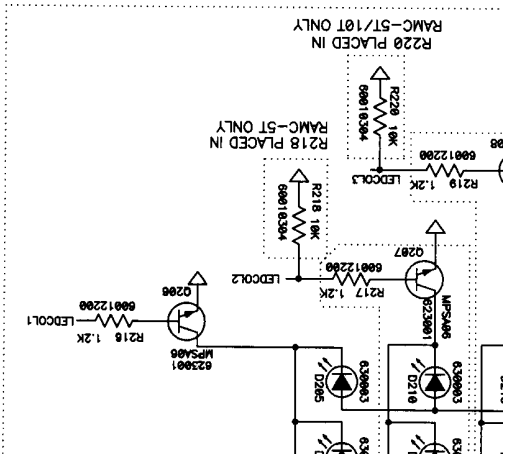 R220 PLACED IN
RAMC-5T/10T ONLY
R220 10K
60010304
R218 PLACED IN
RAMC-5T ONLY
LEDCOL3
60012200
R219
1.2K
R218 10K
60010304
Q207
LEDCOL2
60012200
R217
1.2K
MPSA06
623001
Q206
LEDCOL1
60012200
R216
1.2K
MPSA06
623001
630003
D205
630003
D210